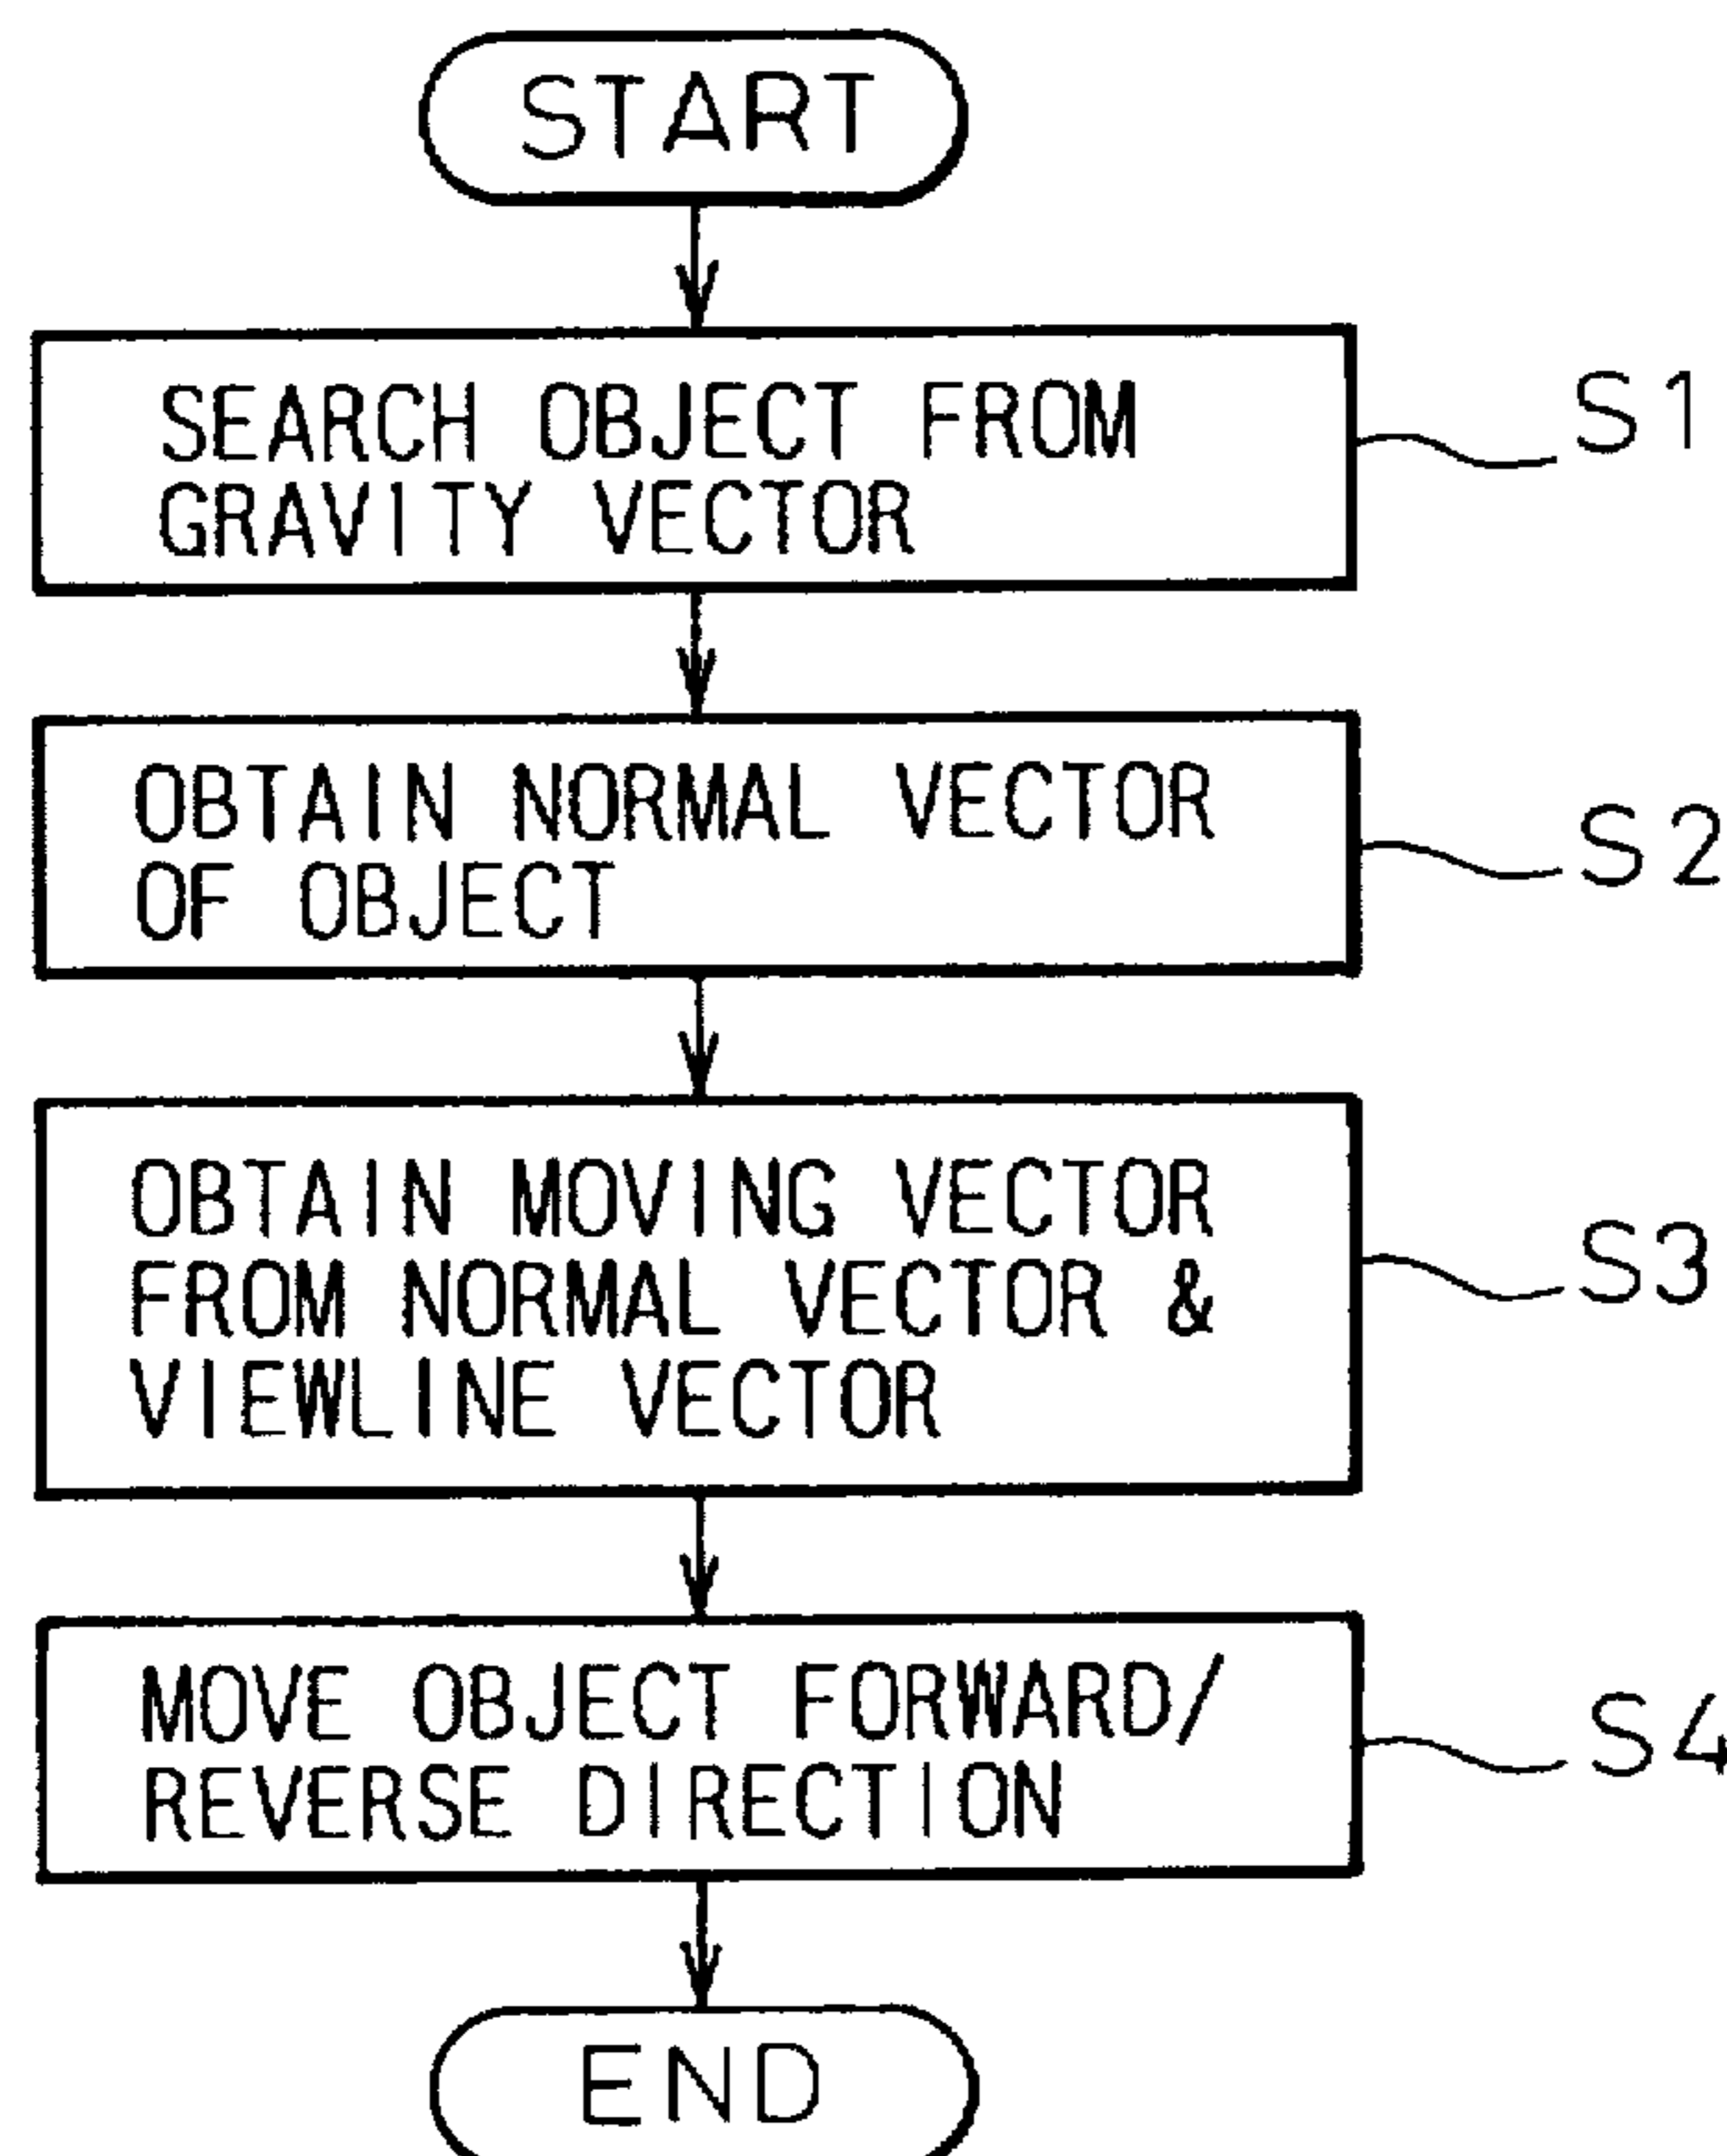 START
SEARCH OBJECT FROM
GRAVITY VECTOR
S1
OBTAIN NORMAL VECTOR
OF OBJECT
S2
OBTAIN MOVING VECTOR
FROM NORMAL VECTOR &
VIEWLINE VECTOR
S3
MOVE OBJECT FORWARD/
REVERSE DIRECTION
S4
END